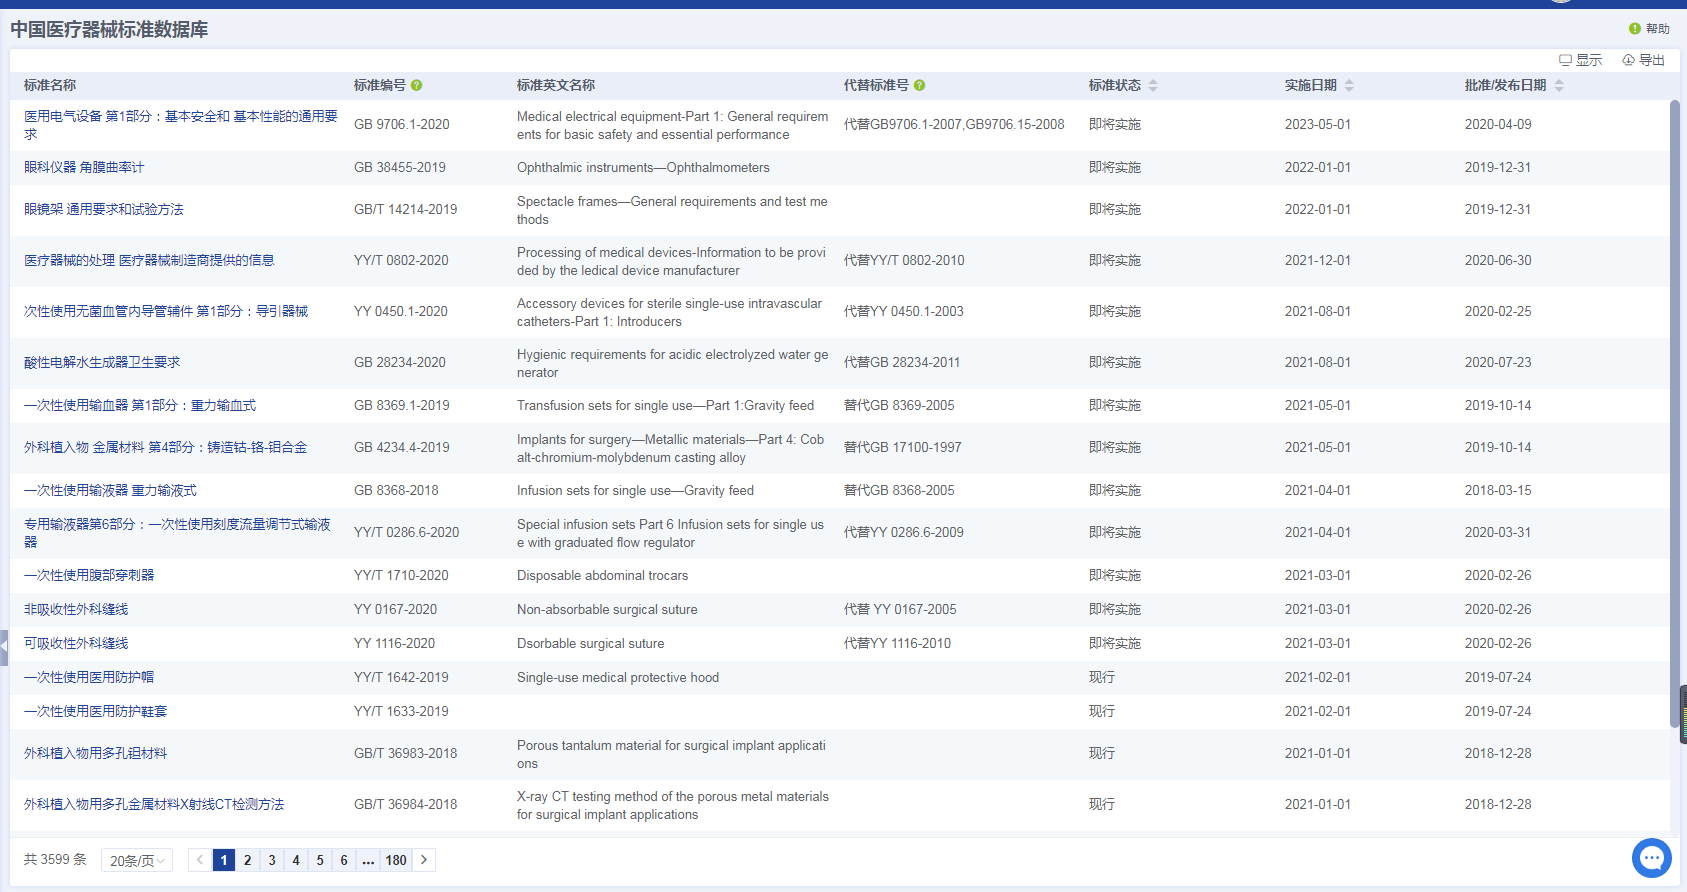 中国医疗器械标准数据库
帮助
显示 导出
标准名称 标准编号 标准英文名称 代替标准号 标准状态 实施日期 批准/发布日期
医用电气设备 第1部分：基本安全和 基本性能的通用要
求
GB 9706.1-2020
Medical electrical equipment-Part 1: General requirem
ents for basic safety and essential performance
代替GB9706.1-2007,GB9706.15-2008 即将实施 2023-05-01 2020-04-09
眼科仪器 角膜曲率计 GB 38455-2019 Ophthalmic instruments—Ophthalmometers 即将实施 2022-01-01 2019-12-31
眼镜架 通用要求和试验方法 GB/T 14214-2019
Spectacle frames—General requirements and test me
thods
即将实施 2022-01-01 2019-12-31
医疗器械的处理 医疗器械制造商提供的信息 YY/T 0802-2020
Processing of medical devices-Information to be provi
ded by the ledical device manufacturer
代替YY/T 0802-2010 即将实施 2021-12-01 2020-06-30
次性使用无菌血管内导管辅件 第1部分：导引器械 YY 0450.1-2020
Accessory devices for sterile single-use intravascular
catheters-Part 1: Introducers
代替YY 0450.1-2003 即将实施 2021-08-01 2020-02-25
酸性电解水生成器卫生要求 GB 28234-2020
Hygienic requirements for acidic electrolyzed water ge
nerator
代替GB 28234-2011 即将实施 2021-08-01 2020-07-23
一次性使用输血器 第1部分：重力输血式 GB 8369.1-2019 Transfusion sets for single use—Part 1:Gravity feed 替代GB 8369-2005 即将实施 2021-05-01 2019-10-14
外科植入物 金属材料 第4部分：铸造钴-铬-钼合金 GB 4234.4-2019
Implants for surgery—Metallic materials—Part 4: Cob
alt-chromium-molybdenum casting alloy
替代GB 17100-1997 即将实施 2021-05-01 2019-10-14
一次性使用输液器 重力输液式 GB 8368-2018 Infusion sets for single use—Gravity feed 替代GB 8368-2005 即将实施 2021-04-01 2018-03-15
专用输液器第6部分：一次性使用刻度流量调节式输液
器
YY/T 0286.6-2020
Special infusion sets Part 6 Infusion sets for single us
e with graduated flow regulator
代替YY 0286.6-2009 即将实施 2021-04-01 2020-03-31
一次性使用腹部穿刺器 YY/T 1710-2020 Disposable abdominal trocars 即将实施 2021-03-01 2020-02-26
非吸收性外科缝线 YY 0167-2020 Non-absorbable surgical suture 代替 YY 0167-2005 即将实施 2021-03-01 2020-02-26
可吸收性外科缝线 YY 1116-2020 Dsorbable surgical suture 代替YY 1116-2010 即将实施 2021-03-01 2020-02-26
一次性使用医用防护帽 YY/T 1642-2019 Single-use medical protective hood 现行 2021-02-01 2019-07-24
一次性使用医用防护鞋套 YY/T 1633-2019 现行 2021-02-01 2019-07-24
外科植入物用多孔钽材料 GB/T 36983-2018
Porous tantalum material for surgical implant applicati
ons
现行 2021-01-01 2018-12-28
外科植入物用多孔金属材料X射线CT检测方法 GB/T 36984-2018
X-ray CT testing method of the porous metal materials
for surgical implant applications
现行 2021-01-01 2018-12-28
共 3599 条 20条/页 1 2 3 4 5 6 ... 180